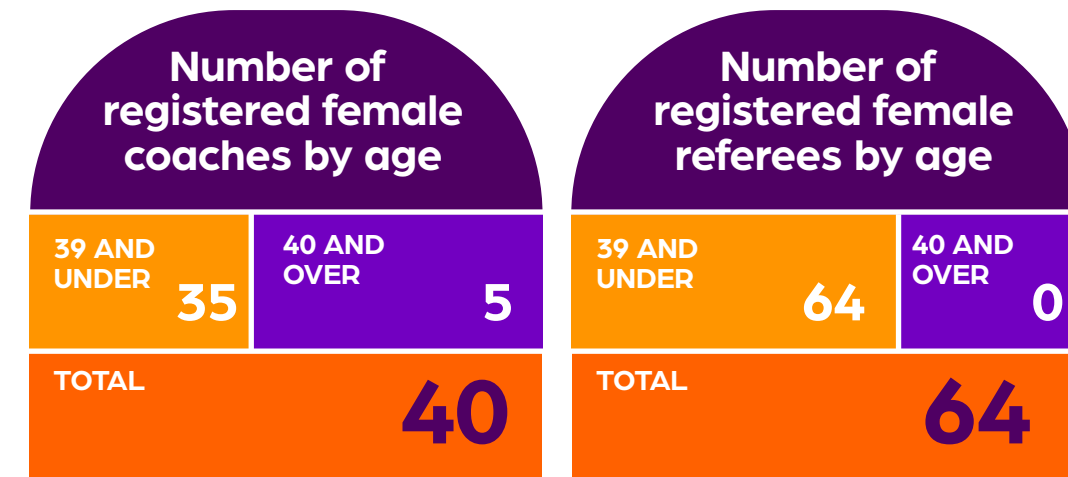 Number of
registered female
coaches by age
39 AND
UNDER
35
40 AND
OVER
5
TOTAL
40
Number of
registered female
referees by age
39 AND
UNDER
64
40 AND
OVER
0
TOTAL
64